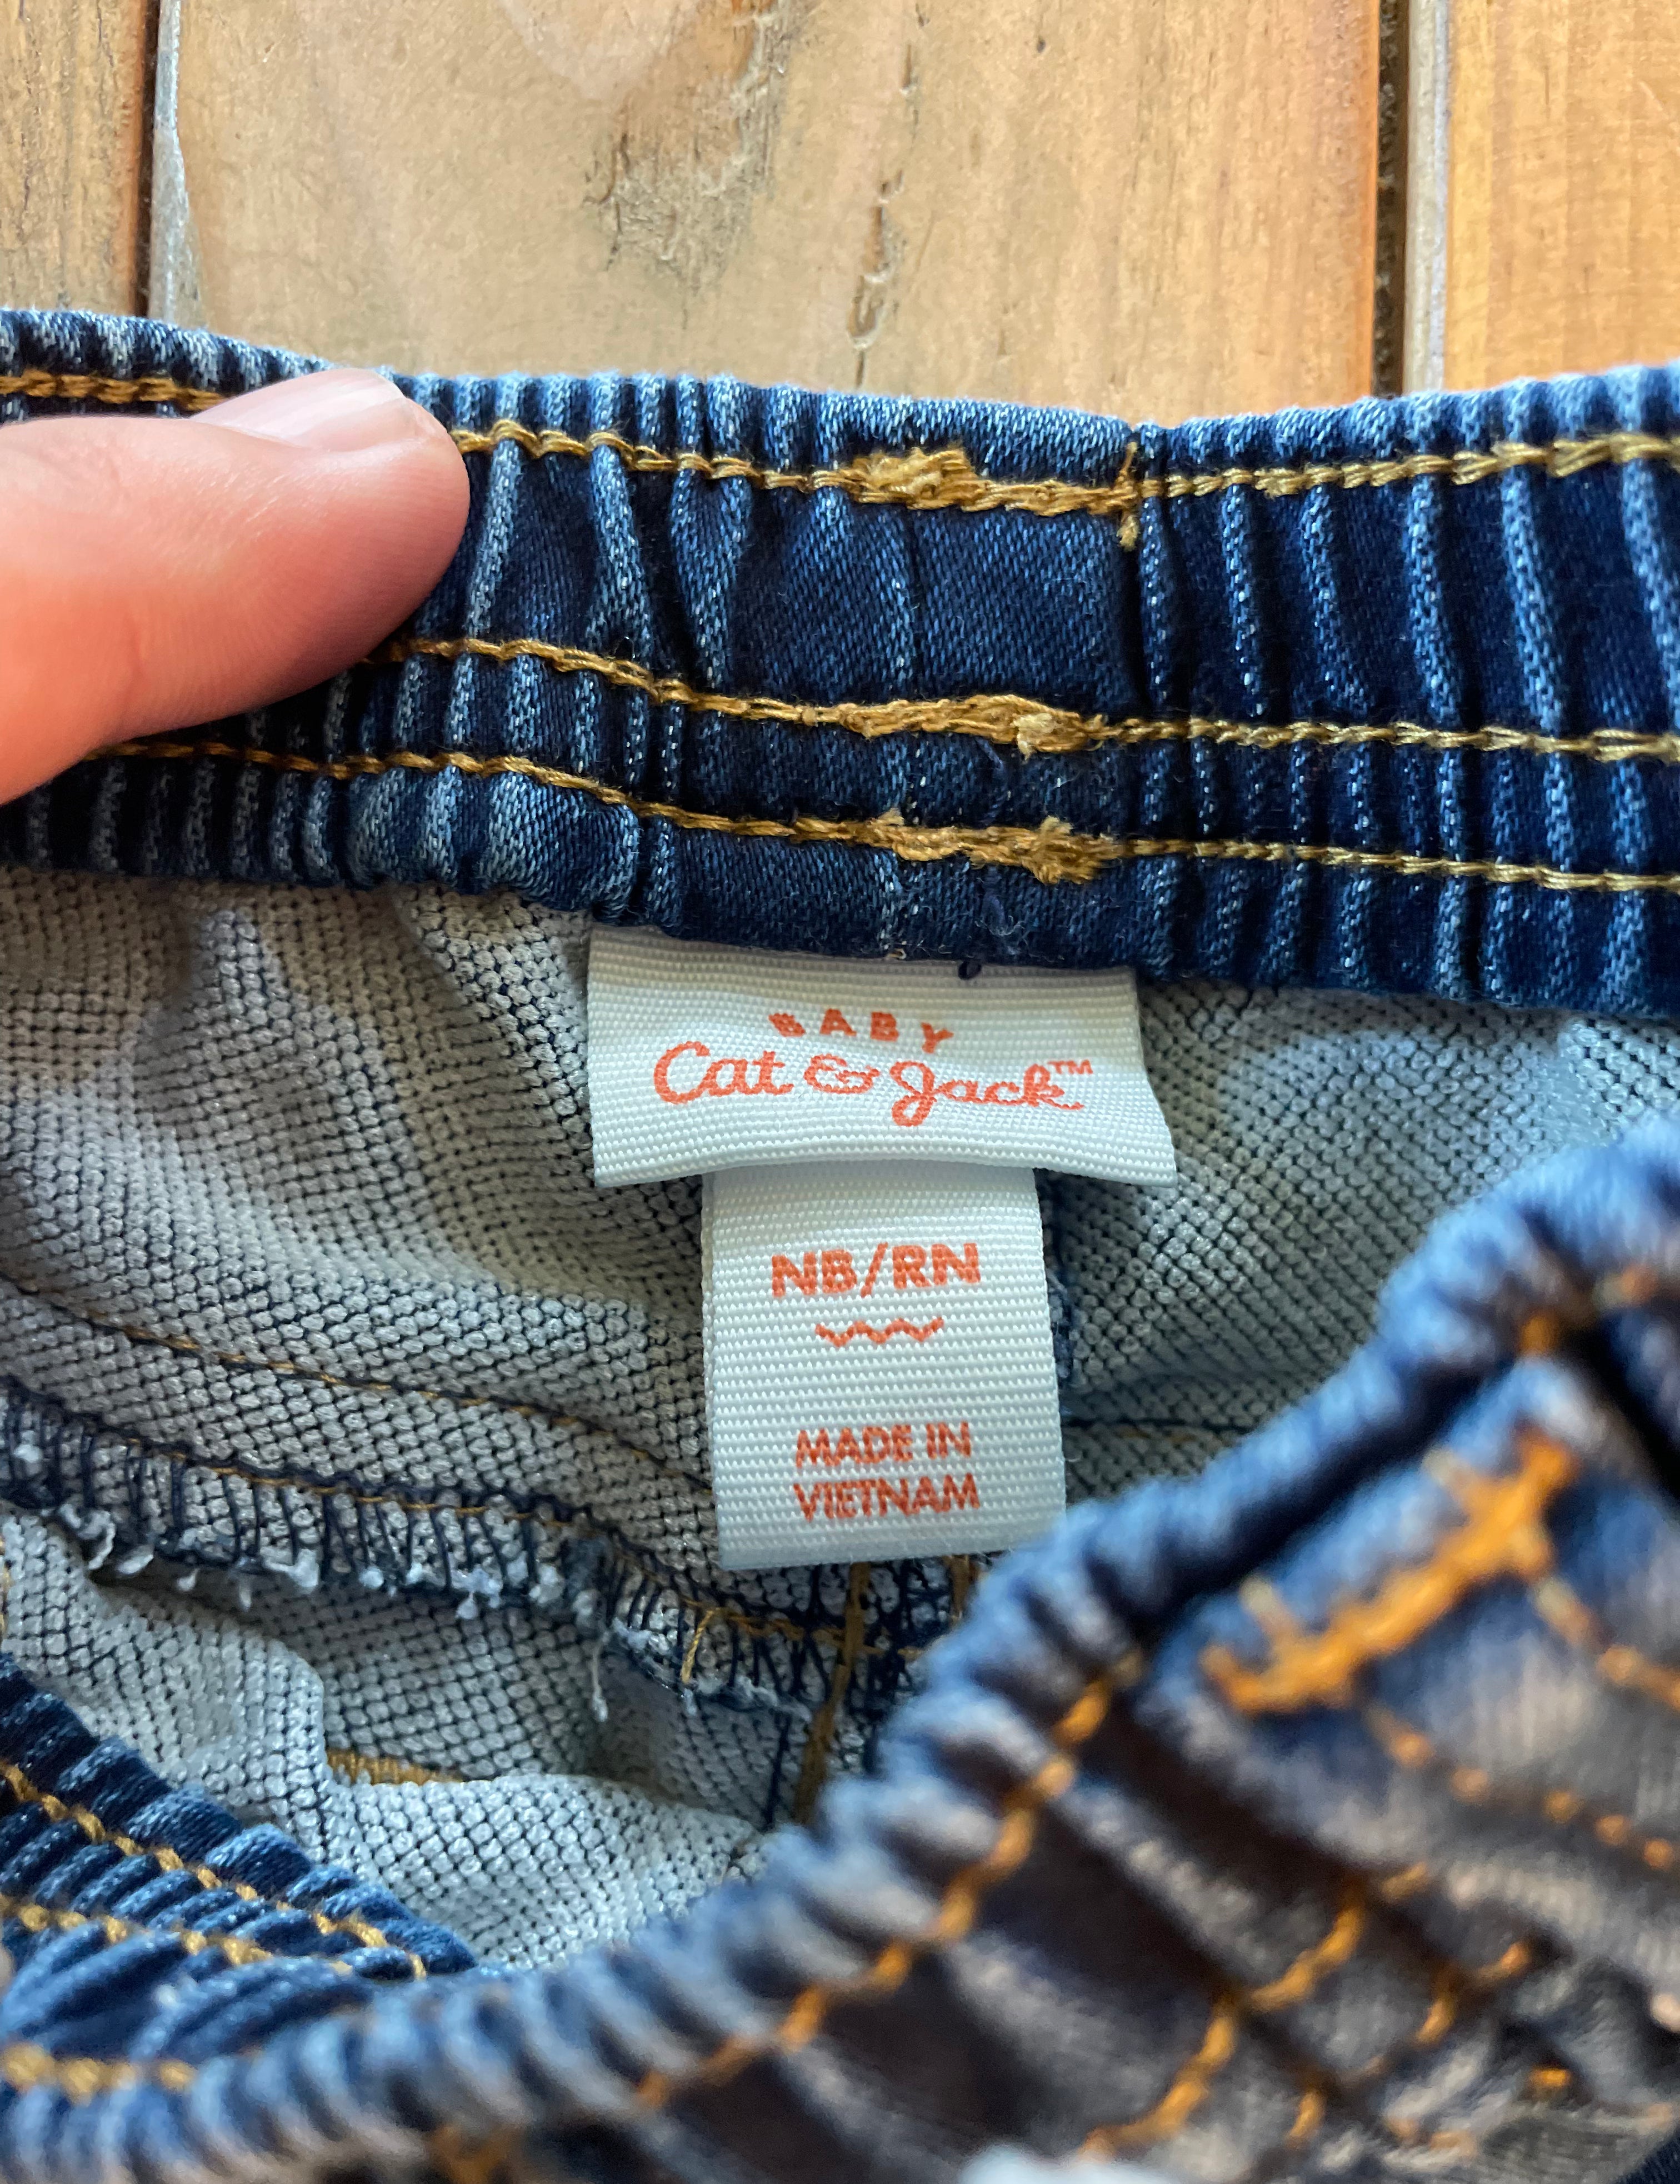 BABY
Cat & Jack™
NB/RN
MADE IN
VIETNAM